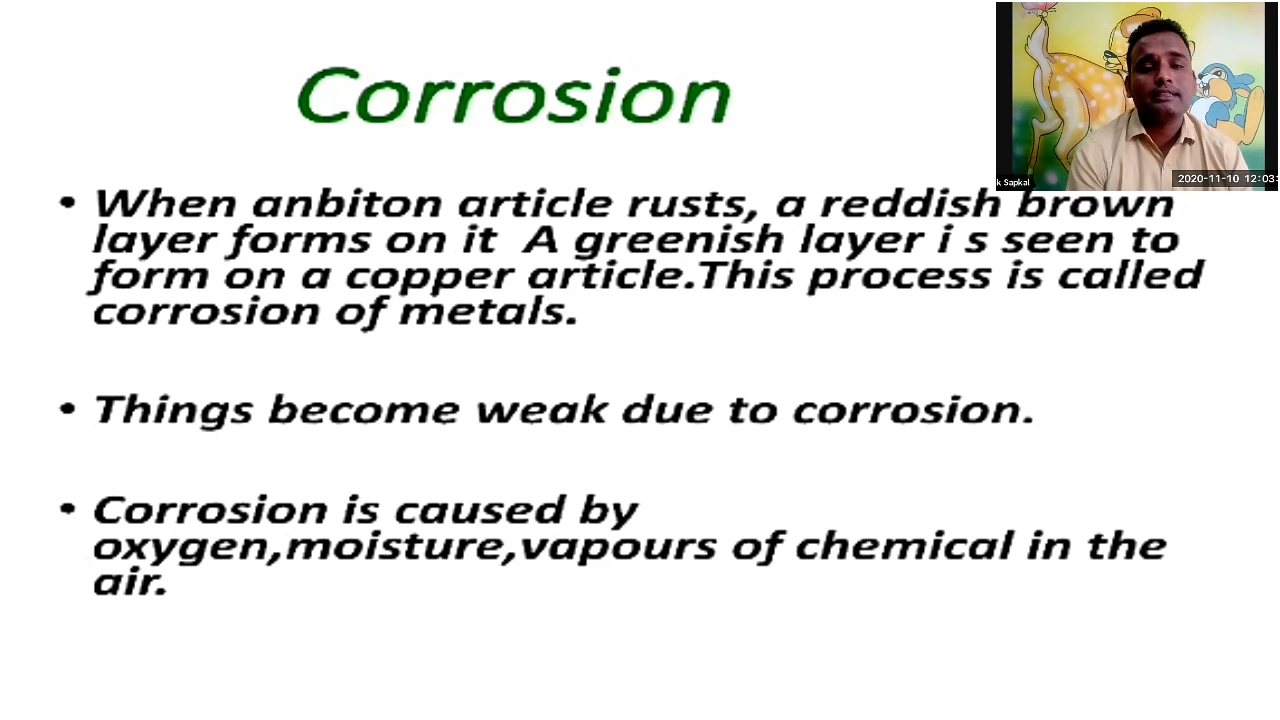 Corrosion
k Sapkal
2020-11-10 12:03:
• When anbiton article rusts, a reddish brown
layer forms on it A greenish layer i s seen to
form on a copper article.This process is called
corrosion of metals.
• Things become weak due to corrosion.
• Corrosion is caused by
oxygen,moisture,vapours of chemical in the
air.